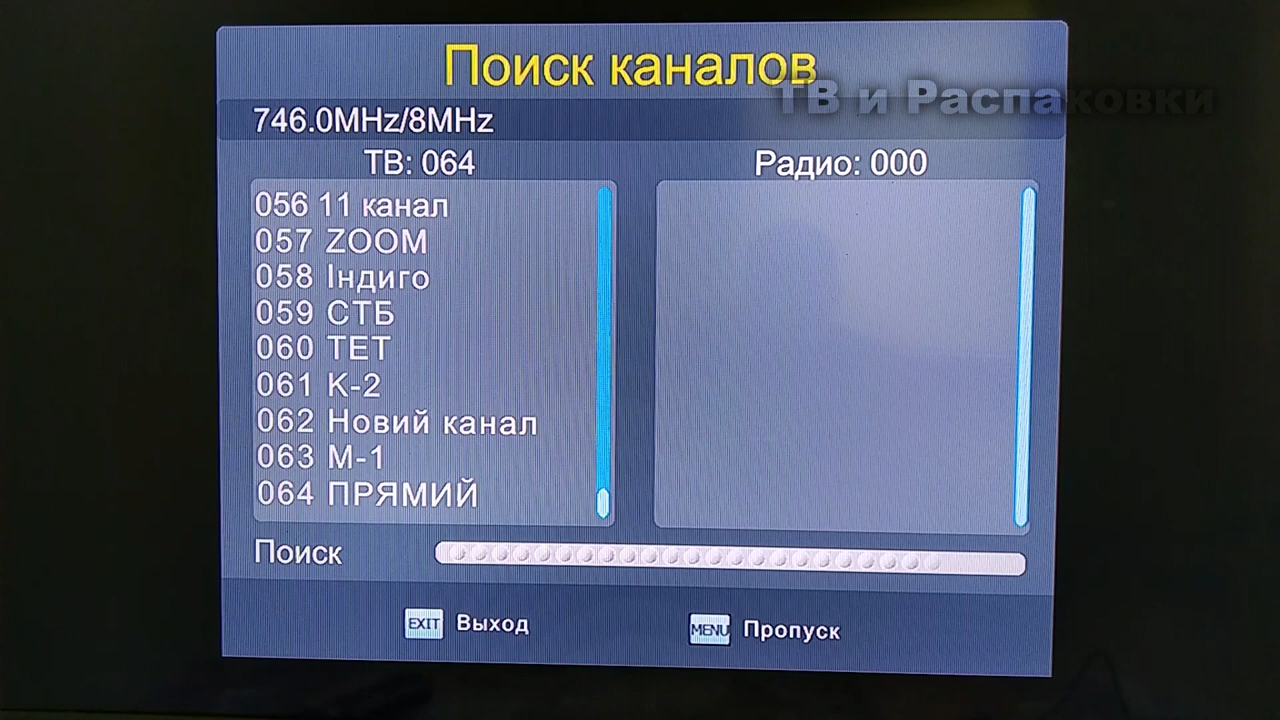 Поиск каналов
ТВ и Распаковки
746.0MHz/8MHz
ТВ: 064
Радио: 000
056 11 канал
057 ZOOM
058 Індиго
059 СТБ
060 ТЕТ
061 К-2
062 Новий канал
063 М-1
064 ПРЯМИЙ
Поиск
EXIT Выход
MENU Пропуск